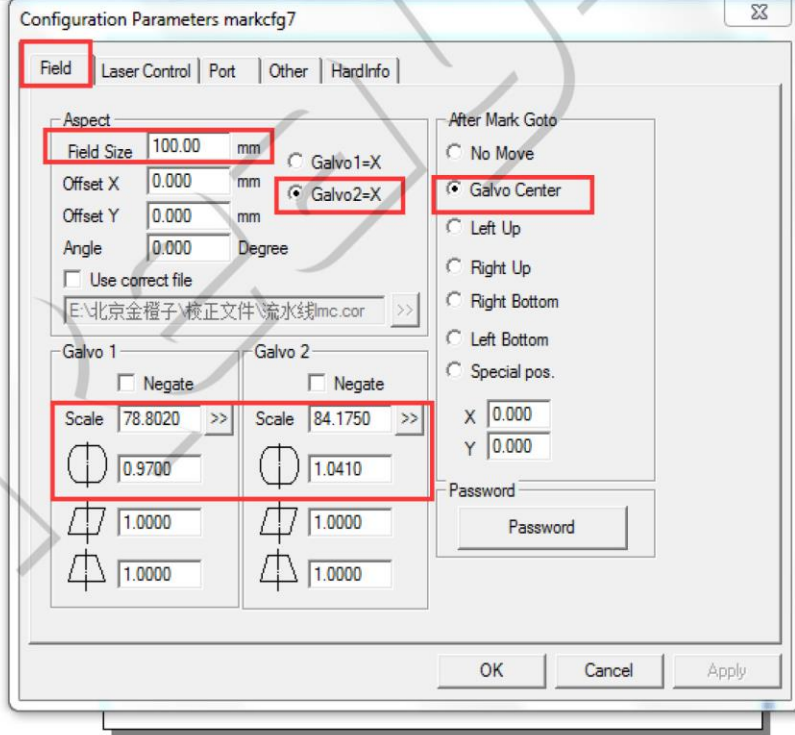 Configuration Parameters markcfg7
Field Laser Control Port Other HardInfo
Aspect
Field Size 100.00 mm
Offset X 0.000 mm
Offset Y 0.000 mm
Angle 0.000 Degree
Galvo1=X
Galvo2=X
Use correct file
E:\北京金橙子\校正文件\流水线lmc.cor >>
Galvo 1
Negate
Scale 78.8020 >>
0.9700
1.0000
1.0000
Galvo 2
Negate
Scale 84.1750 >>
1.0410
1.0000
1.0000
After Mark Goto
No Move
Galvo Center
Left Up
Right Up
Right Bottom
Left Bottom
Special pos.
X 0.000
Y 0.000
Password
Password
OK Cancel Apply